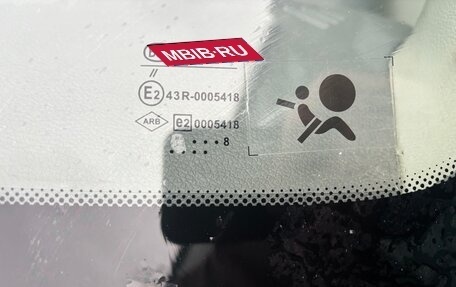 MBIB.RU
//
E2 43R-0005418
ARB e2 0005418
8